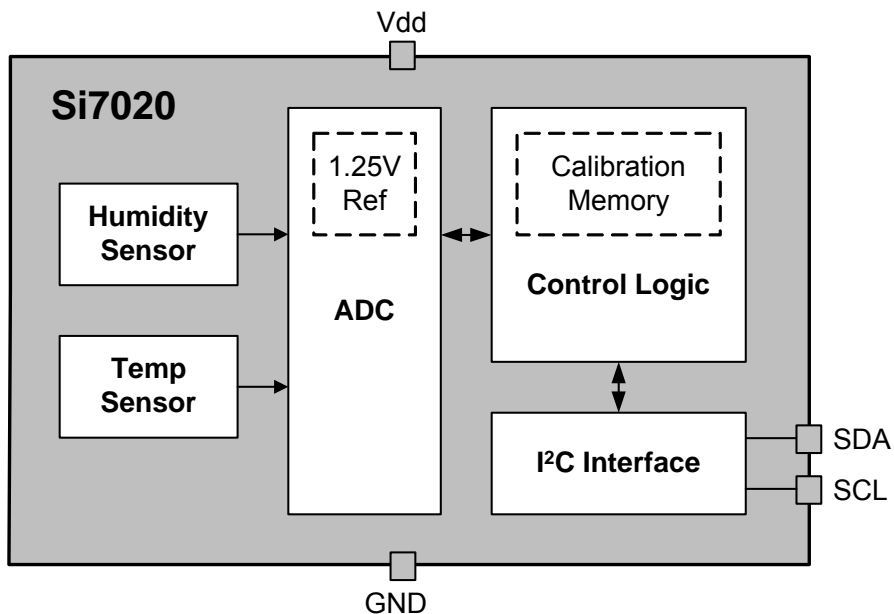 Vdd
Si7020
Humidity
Sensor
Temp
Sensor
1.25V
Ref
ADC
Calibration
Memory
Control Logic
I²C Interface
SDA
SCL
GND